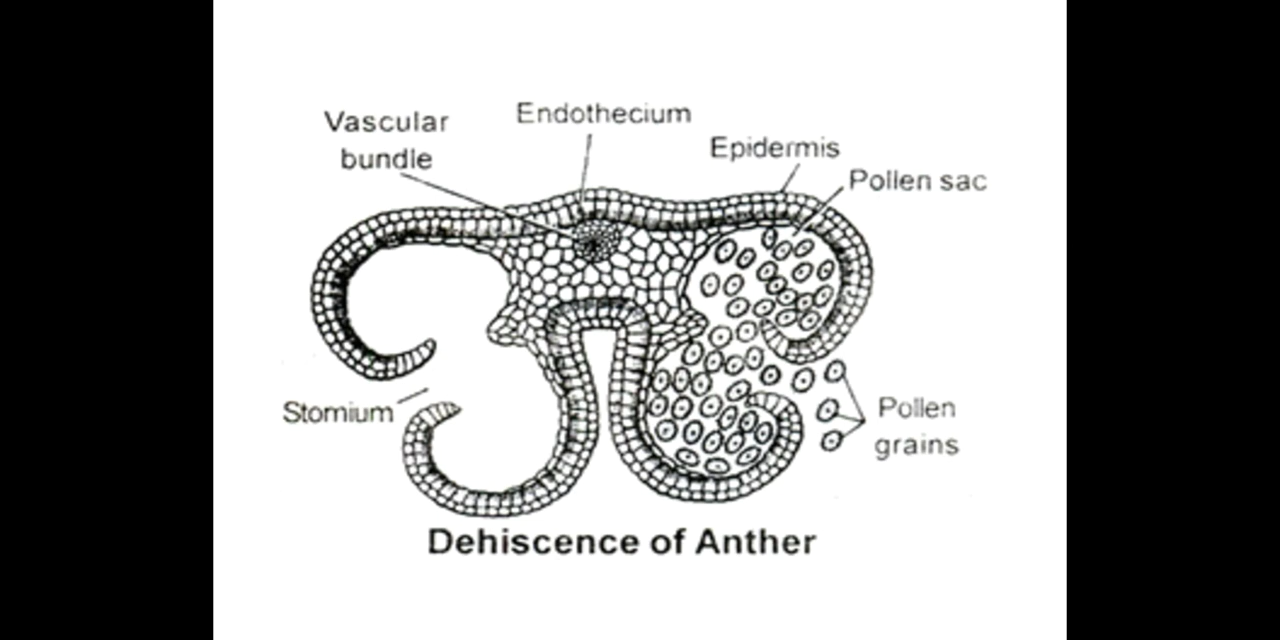 Vascular
bundle
Endothecium
Epidermis
Pollen sac
Stomium
Pollen
grains
Dehiscence of Anther